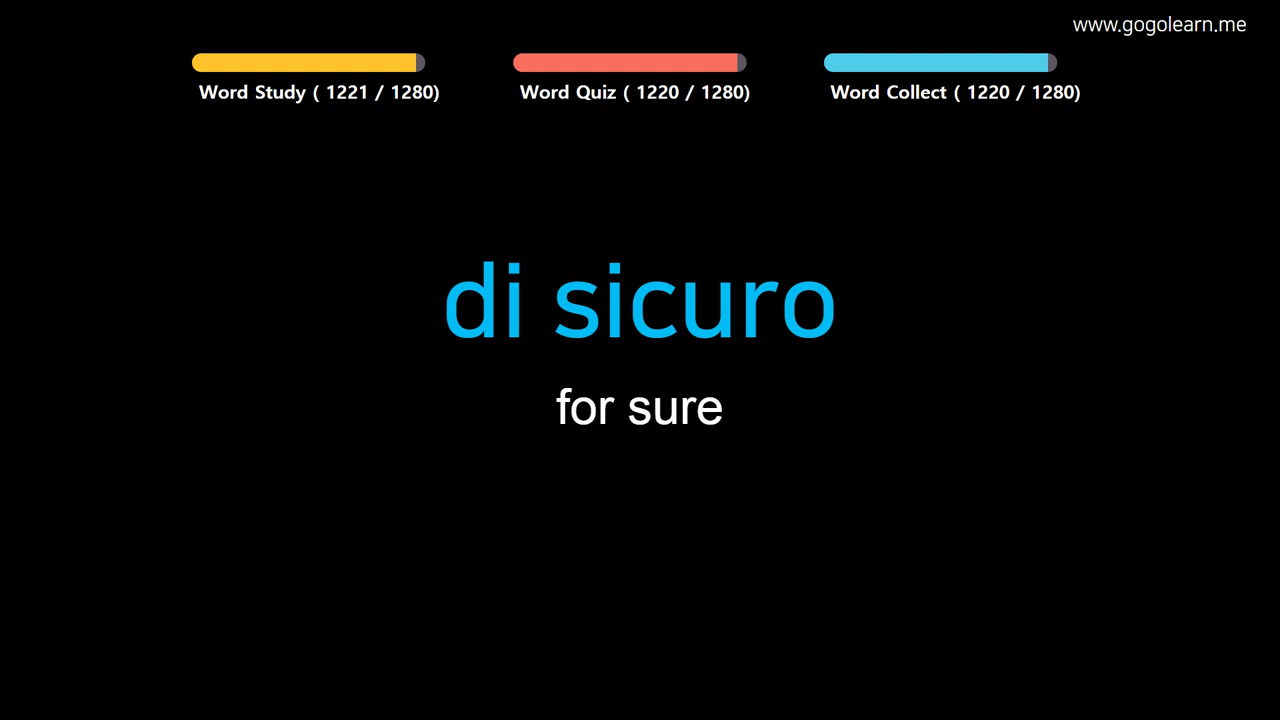 www.gogolearn.me
Word Study ( 1221 / 1280)
Word Quiz ( 1220 / 1280)
Word Collect ( 1220 / 1280)
di sicuro
for sure